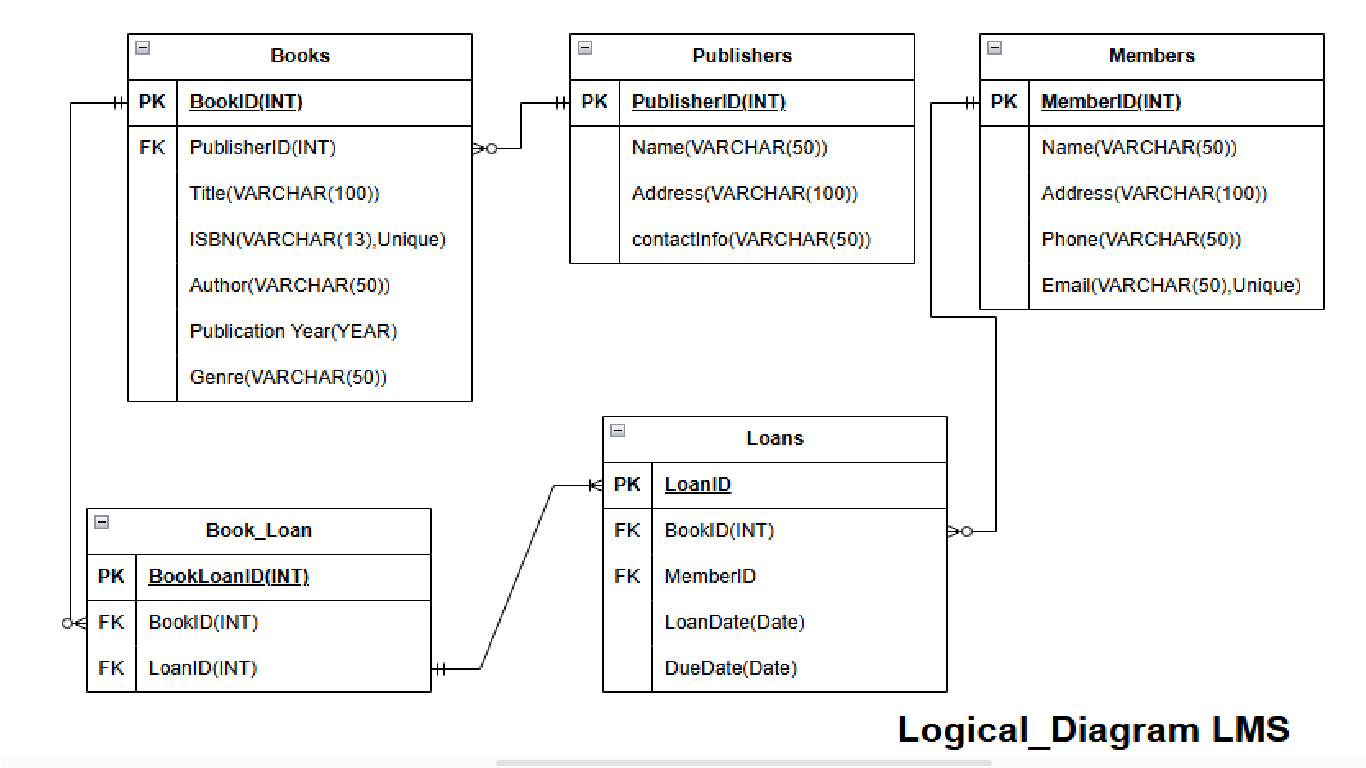 Books
PK BookID(INT)
FK PublisherID(INT)
Title(VARCHAR(100))
ISBN(VARCHAR(13),Unique)
Author(VARCHAR(50))
Publication Year(YEAR)
Genre(VARCHAR(50))
Publishers
PK PublisherID(INT)
Name(VARCHAR(50))
Address(VARCHAR(100))
contactInfo(VARCHAR(50))
Members
PK MemberID(INT)
Name(VARCHAR(50))
Address(VARCHAR(100))
Phone(VARCHAR(50))
Email(VARCHAR(50),Unique)
Book_Loan
PK BookLoanID(INT)
FK BookID(INT)
FK LoanID(INT)
Loans
PK LoanID
FK BookID(INT)
FK MemberID
LoanDate(Date)
DueDate(Date)
Logical_Diagram LMS